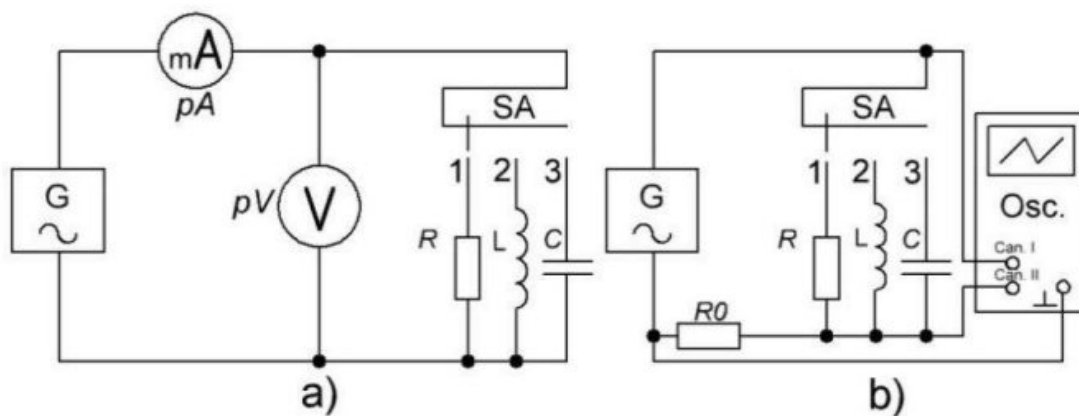 mA
pA
G
pV
V
SA
1 2 3
R L C
a)
G
SA
1 2 3
R L C
R0
Osc.
Can. I
Can. II
b)